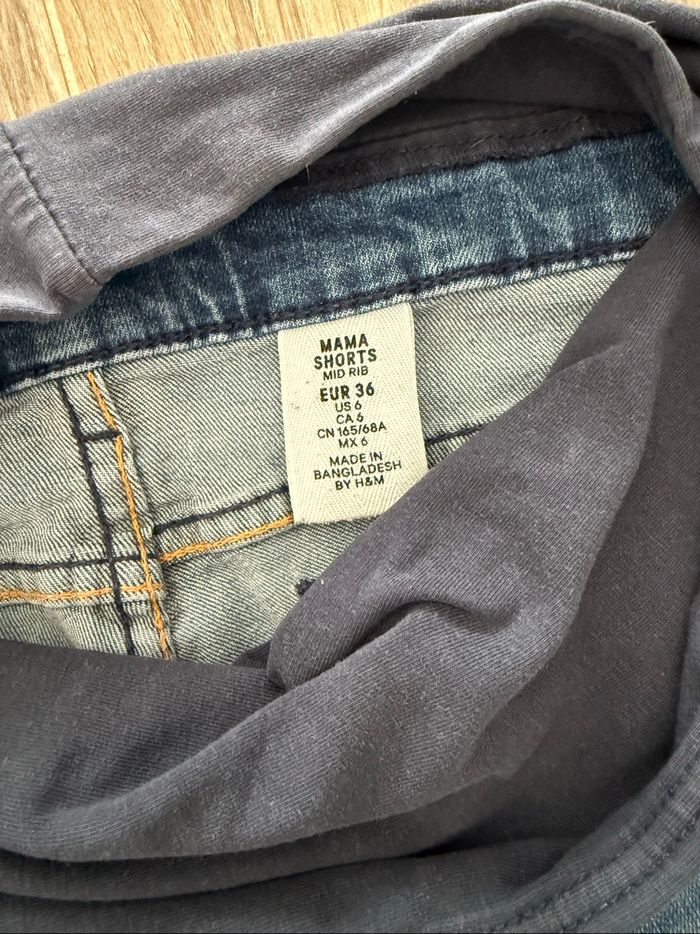 MAMA
SHORTS
MID RIB
EUR 36
US 6
CA 6
CN 165/68A
MX 6
MADE IN
BANGLADESH
BY H&M